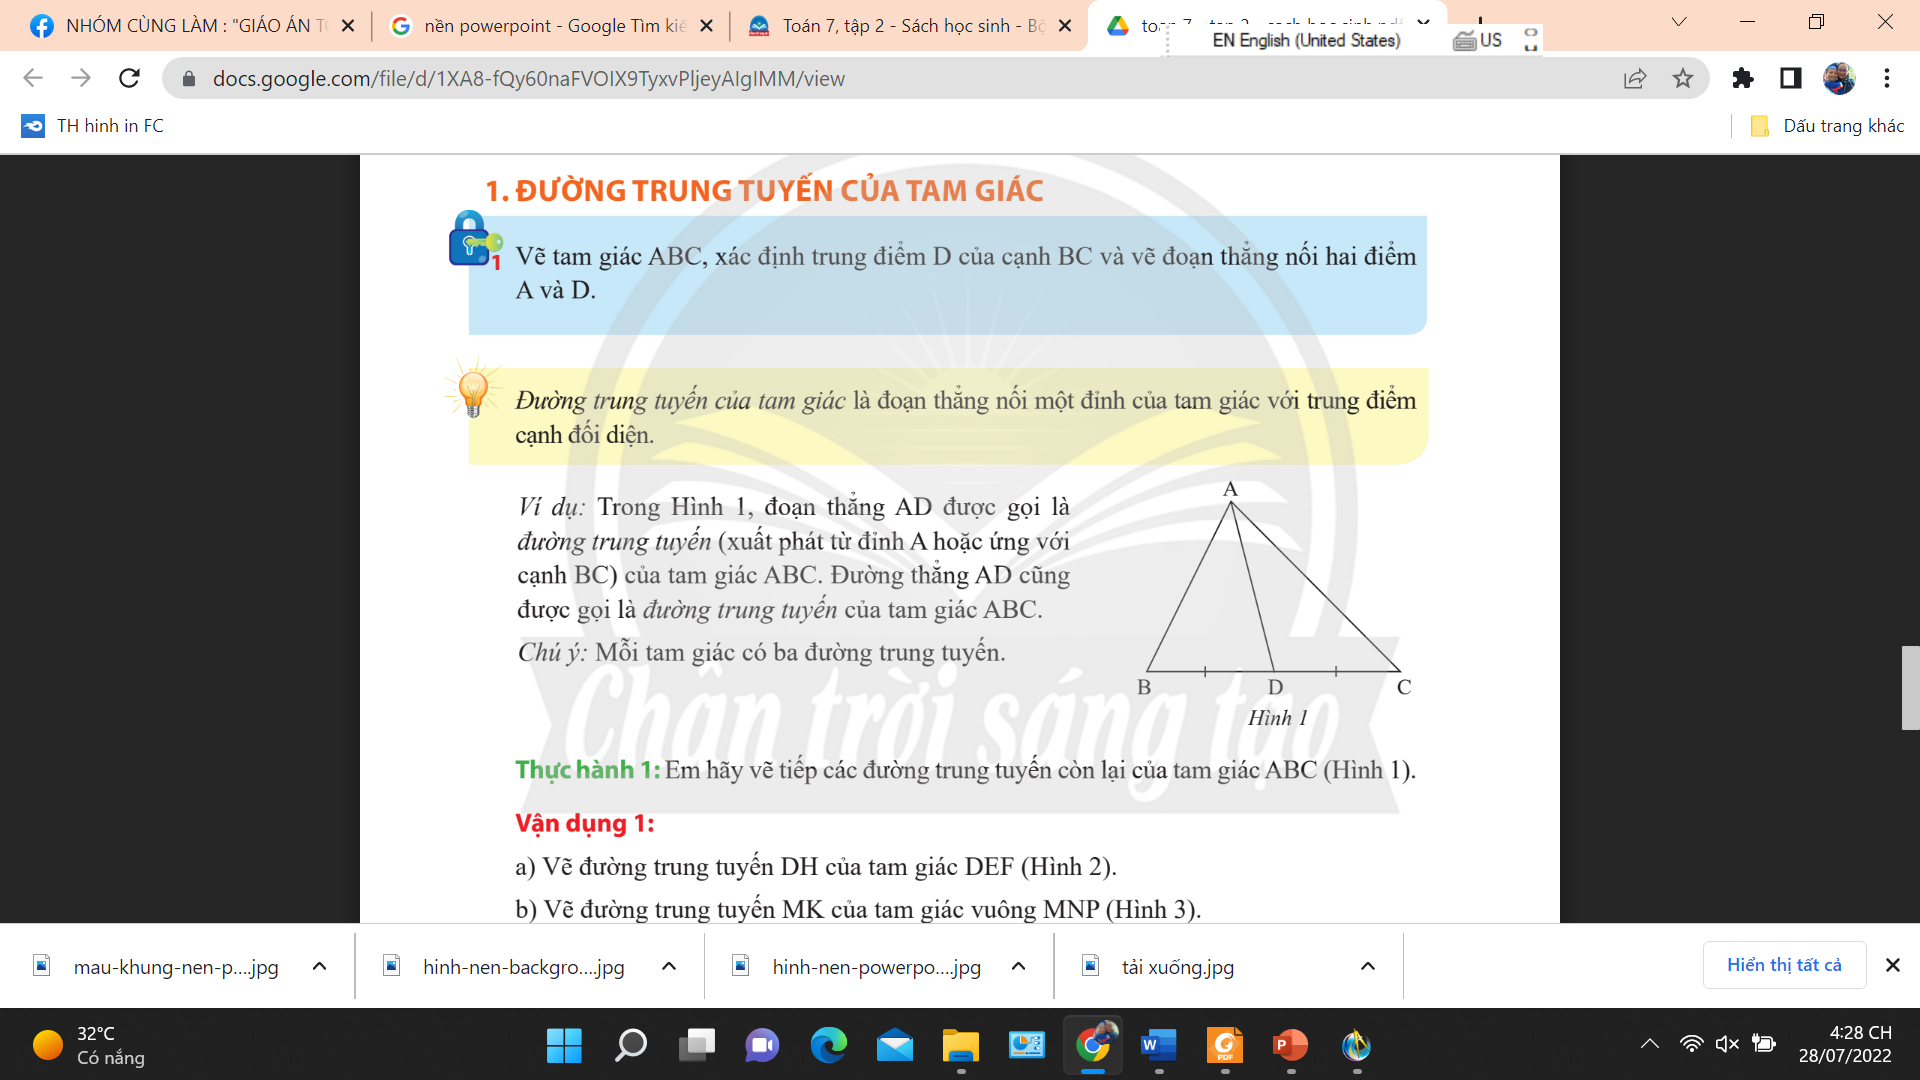 NHÓM CÙNG LÀM : "GIÁO ÁN TO
nền powerpoint - Google Tìm kiế
Toán 7, tập 2 - Sách học sinh - Bộ
EN English (United States)
US
docs.google.com/file/d/1XA8-fQy60naFVOIX9TyxvPljeyAIgIMM/view
TH hinh in FC
Dấu trang khác
1. ĐƯỜNG TRUNG TUYẾN CỦA TAM GIÁC
1
Vẽ tam giác ABC, xác định trung điểm D của cạnh BC và vẽ đoạn thẳng nối hai điểm
A và D.
Đường trung tuyến của tam giác là đoạn thẳng nối một đỉnh của tam giác với trung điểm
cạnh đối diện.
Ví dụ: Trong Hình 1, đoạn thẳng AD được gọi là
đường trung tuyến (xuất phát từ đỉnh A hoặc ứng với
cạnh BC) của tam giác ABC. Đường thẳng AD cũng
được gọi là đường trung tuyến của tam giác ABC.
Chú ý: Mỗi tam giác có ba đường trung tuyến.
A
B
D
C
Hình 1
Chân trời sáng tạo
Thực hành 1: Em hãy vẽ tiếp các đường trung tuyến còn lại của tam giác ABC (Hình 1).
Vận dụng 1:
a) Vẽ đường trung tuyến DH của tam giác DEF (Hình 2).
b) Vẽ đường trung tuyến MK của tam giác vuông MNP (Hình 3).
mau-khung-nen-p....jpg
hinh-nen-backgro....jpg
hinh-nen-powerpo....jpg
tải xuống.jpg
Hiển thị tất cả
32°C
Có nắng
4:28 CH
28/07/2022